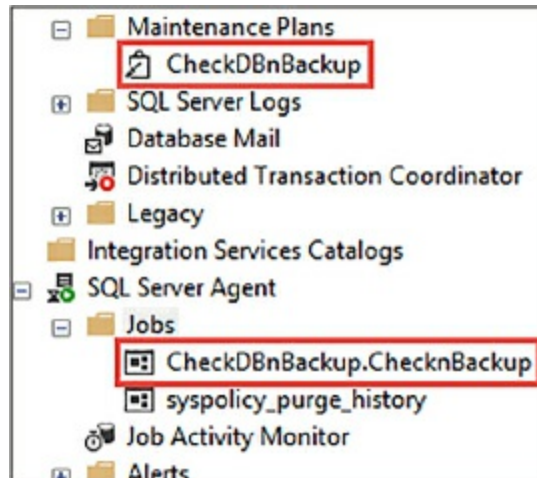 Maintenance Plans
CheckDBnBackup
SQL Server Logs
Database Mail
Distributed Transaction Coordinator
Legacy
Integration Services Catalogs
SQL Server Agent
Jobs
CheckDBnBackup.ChecknBackup
syspolicy_purge_history
Job Activity Monitor
Alerts